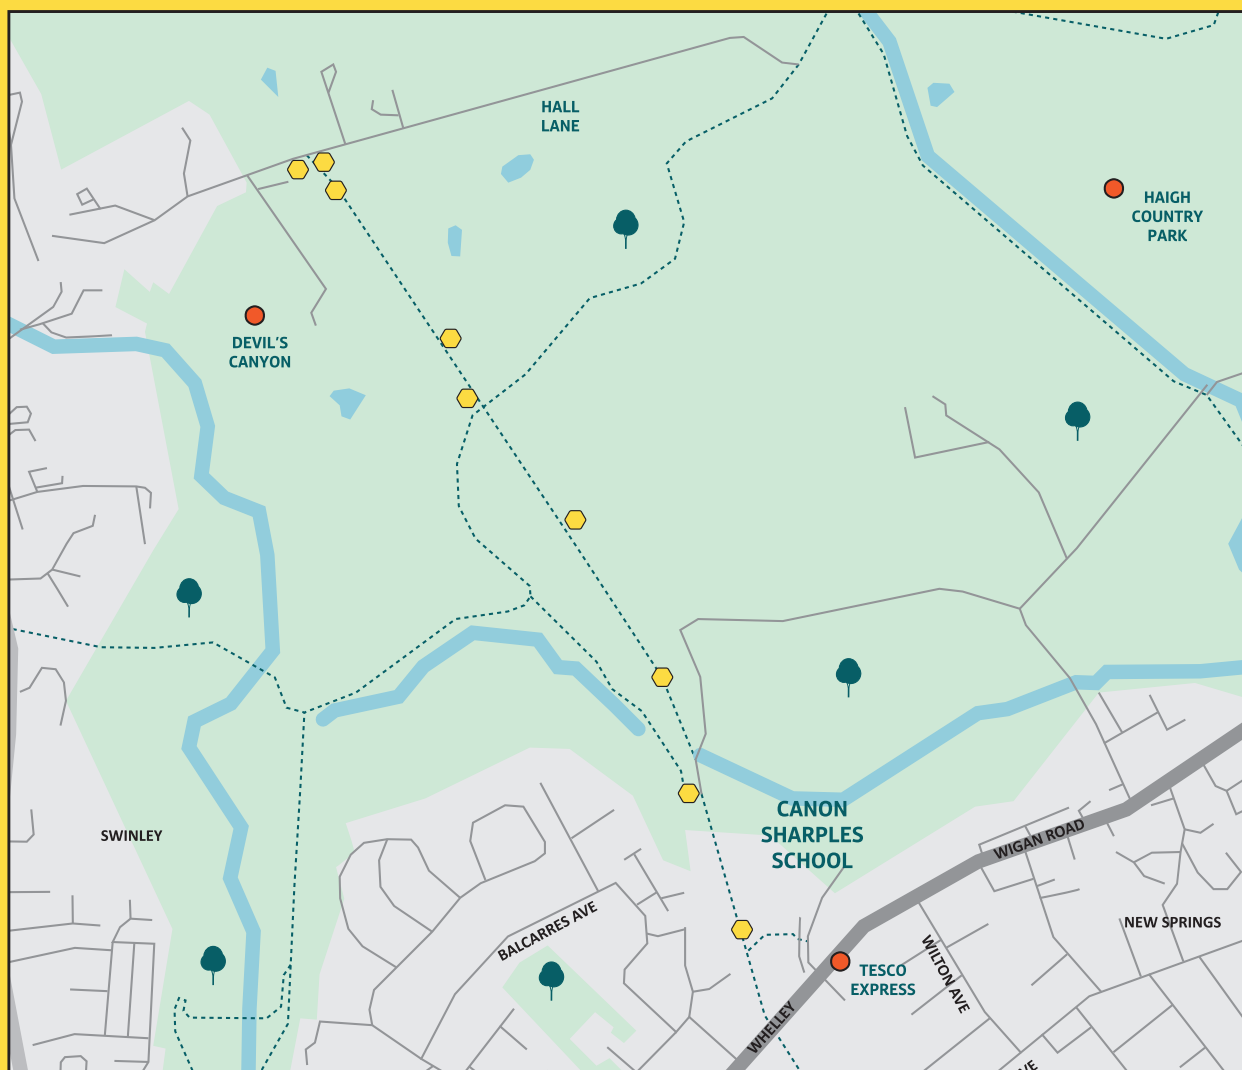 HALL
LANE
HAIGH
COUNTRY
PARK
DEVIL'S
CANYON
CANON
SHARPLES
SCHOOL
SWINLEY
WIGAN ROAD
BALCARRES AVE
NEW SPRINGS
WILTON AVE
TESCO
EXPRESS
WHELLEY